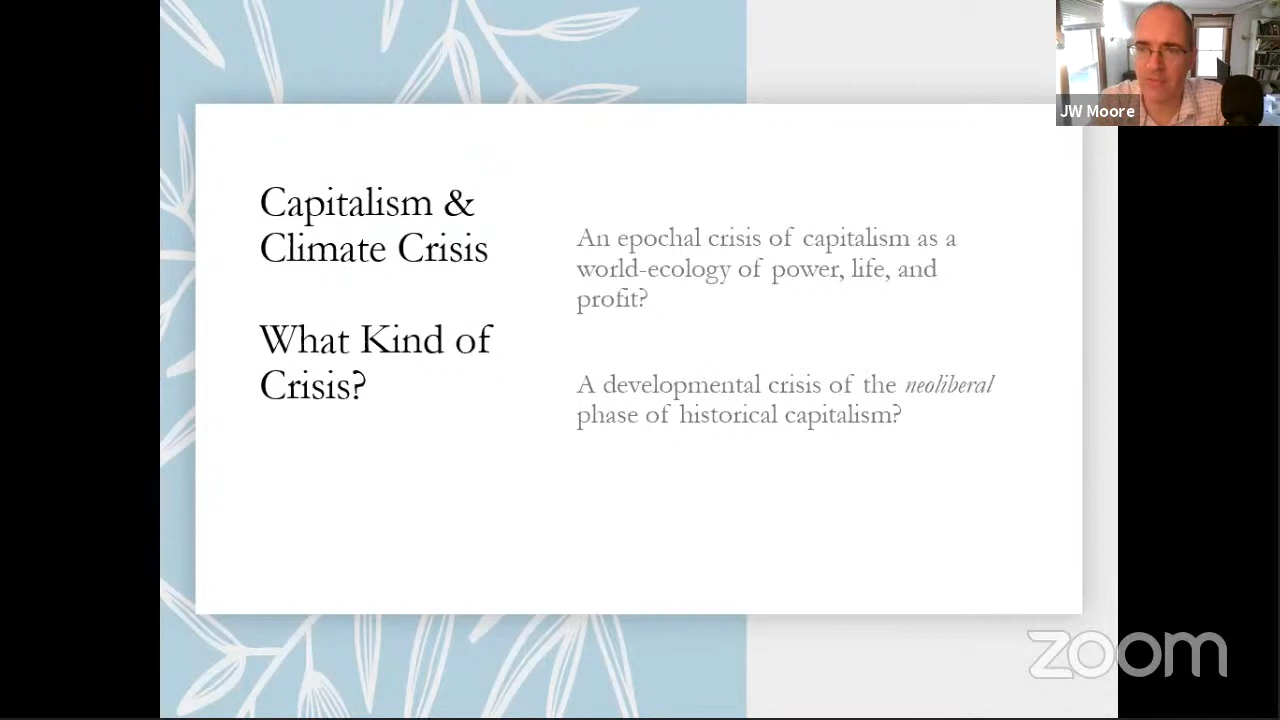 JW Moore
Capitalism &
Climate Crisis
What Kind of
Crisis?
An epochal crisis of capitalism as a
world-ecology of power, life, and
profit?
A developmental crisis of the neoliberal
phase of historical capitalism?
zoom